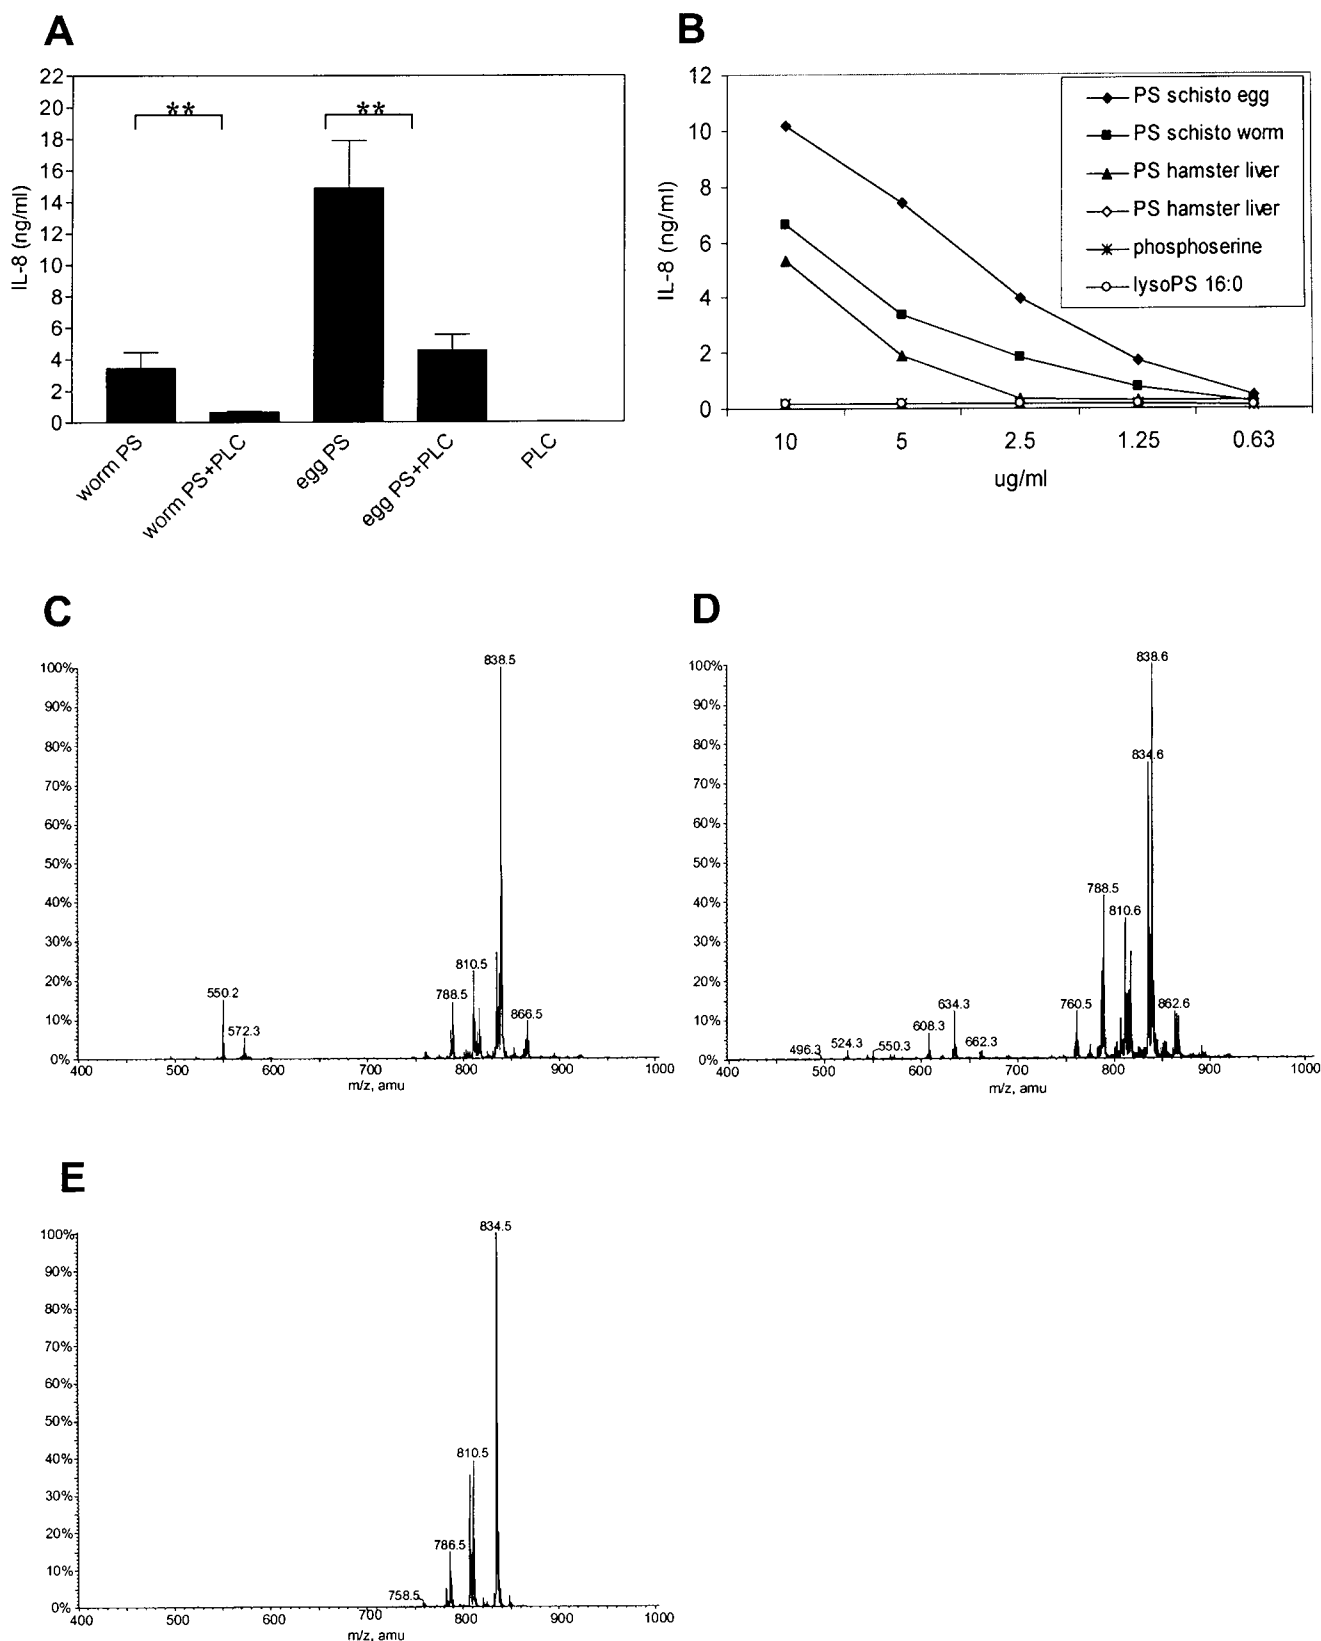 A
22
20
18
16
14
12
10
8
6
4
2
0
IL-8 (ng/ml)
**
**
worm PS
worm PS+PLC
egg PS
egg PS+PLC
PLC
B
12
10
8
6
4
2
0
IL-8 (ng/ml)
PS schisto egg
PS schisto worm
PS hamster liver
PS hamster liver
phosphoserine
lysoPS 16:0
10 5 2.5 1.25 0.63
ug/ml
C
100%
90%
80%
70%
60%
50%
40%
30%
20%
10%
0%
838.5
810.5
788.5
866.5
550.2
572.3
400 500 600 700 800 900 1000
m/z, amu
D
100%
90%
80%
70%
60%
50%
40%
30%
20%
10%
0%
838.6
834.6
788.5
810.6
760.5
862.6
634.3
608.3
496.3
524.3
550.3
662.3
400 500 600 700 800 900 1000
m/z, amu
E
100%
90%
80%
70%
60%
50%
40%
30%
20%
10%
0%
834.5
810.5
786.5
758.5
400 500 600 700 800 900 1000
m/z, amu